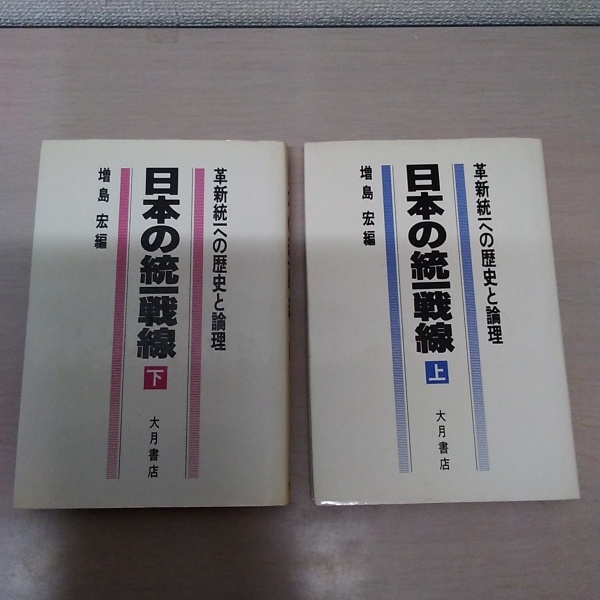 革新統一への歴史と論理
日本の統一戦線 上
増島 宏編
大月書店
革新統一への歴史と論理
日本の統一戦線 下
増島 宏編
大月書店